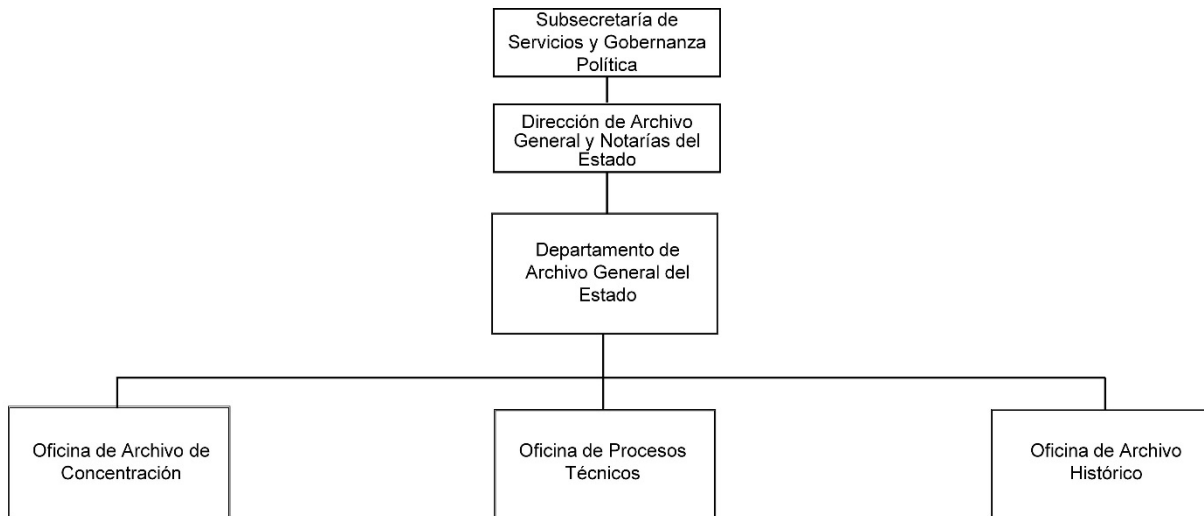 Subsecretaría de
Servicios y Gobernanza
Política
Dirección de Archivo
General y Notarías del
Estado
Departamento de
Archivo General del
Estado
Oficina de Archivo de
Concentración
Oficina de Procesos
Técnicos
Oficina de Archivo
Histórico